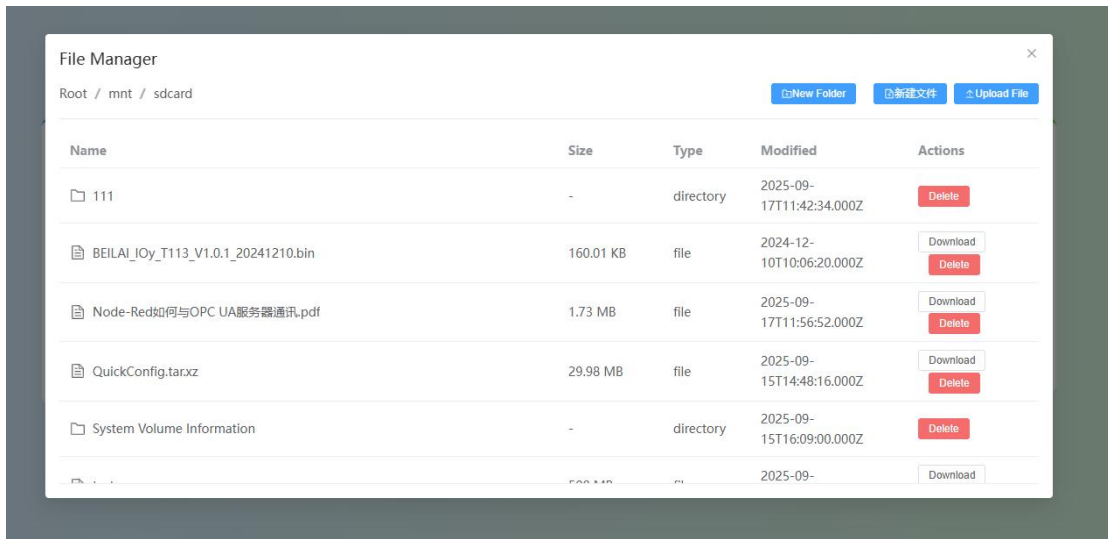 File Manager
Root / mnt / sdcard
New Folder 新建文件 Upload File
Name Size Type Modified Actions
111 - directory 2025-09-
17T11:42:34.000Z Delete
BEILAI_IOy_T113_V1.0.1_20241210.bin 160.01 KB file 2024-12-
10T10:06:20.000Z Download
Delete
Node-Red如何与OPC UA服务器通讯.pdf 1.73 MB file 2025-09-
17T11:56:52.000Z Download
Delete
QuickConfig.tar.xz 29.98 MB file 2025-09-
15T14:48:16.000Z Download
Delete
System Volume Information - directory 2025-09-
15T16:09:00.000Z Delete
2025-09- Download